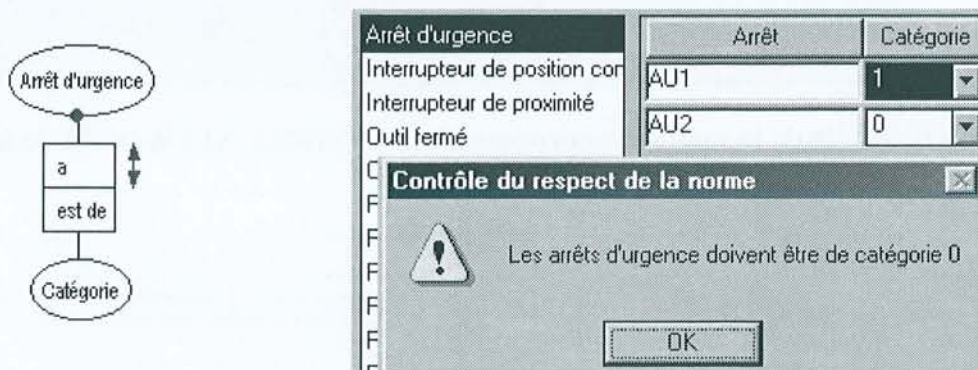 Arrêt d'urgence
a
est de
Catégorie
Arrêt d'urgence
Interrupteur de position con
Interrupteur de proximité
Outil fermé
Arrêt
Catégorie
AU1
1
AU2
0
Contrôle du respect de la norme
Les arrêts d'urgence doivent être de catégorie 0
OK